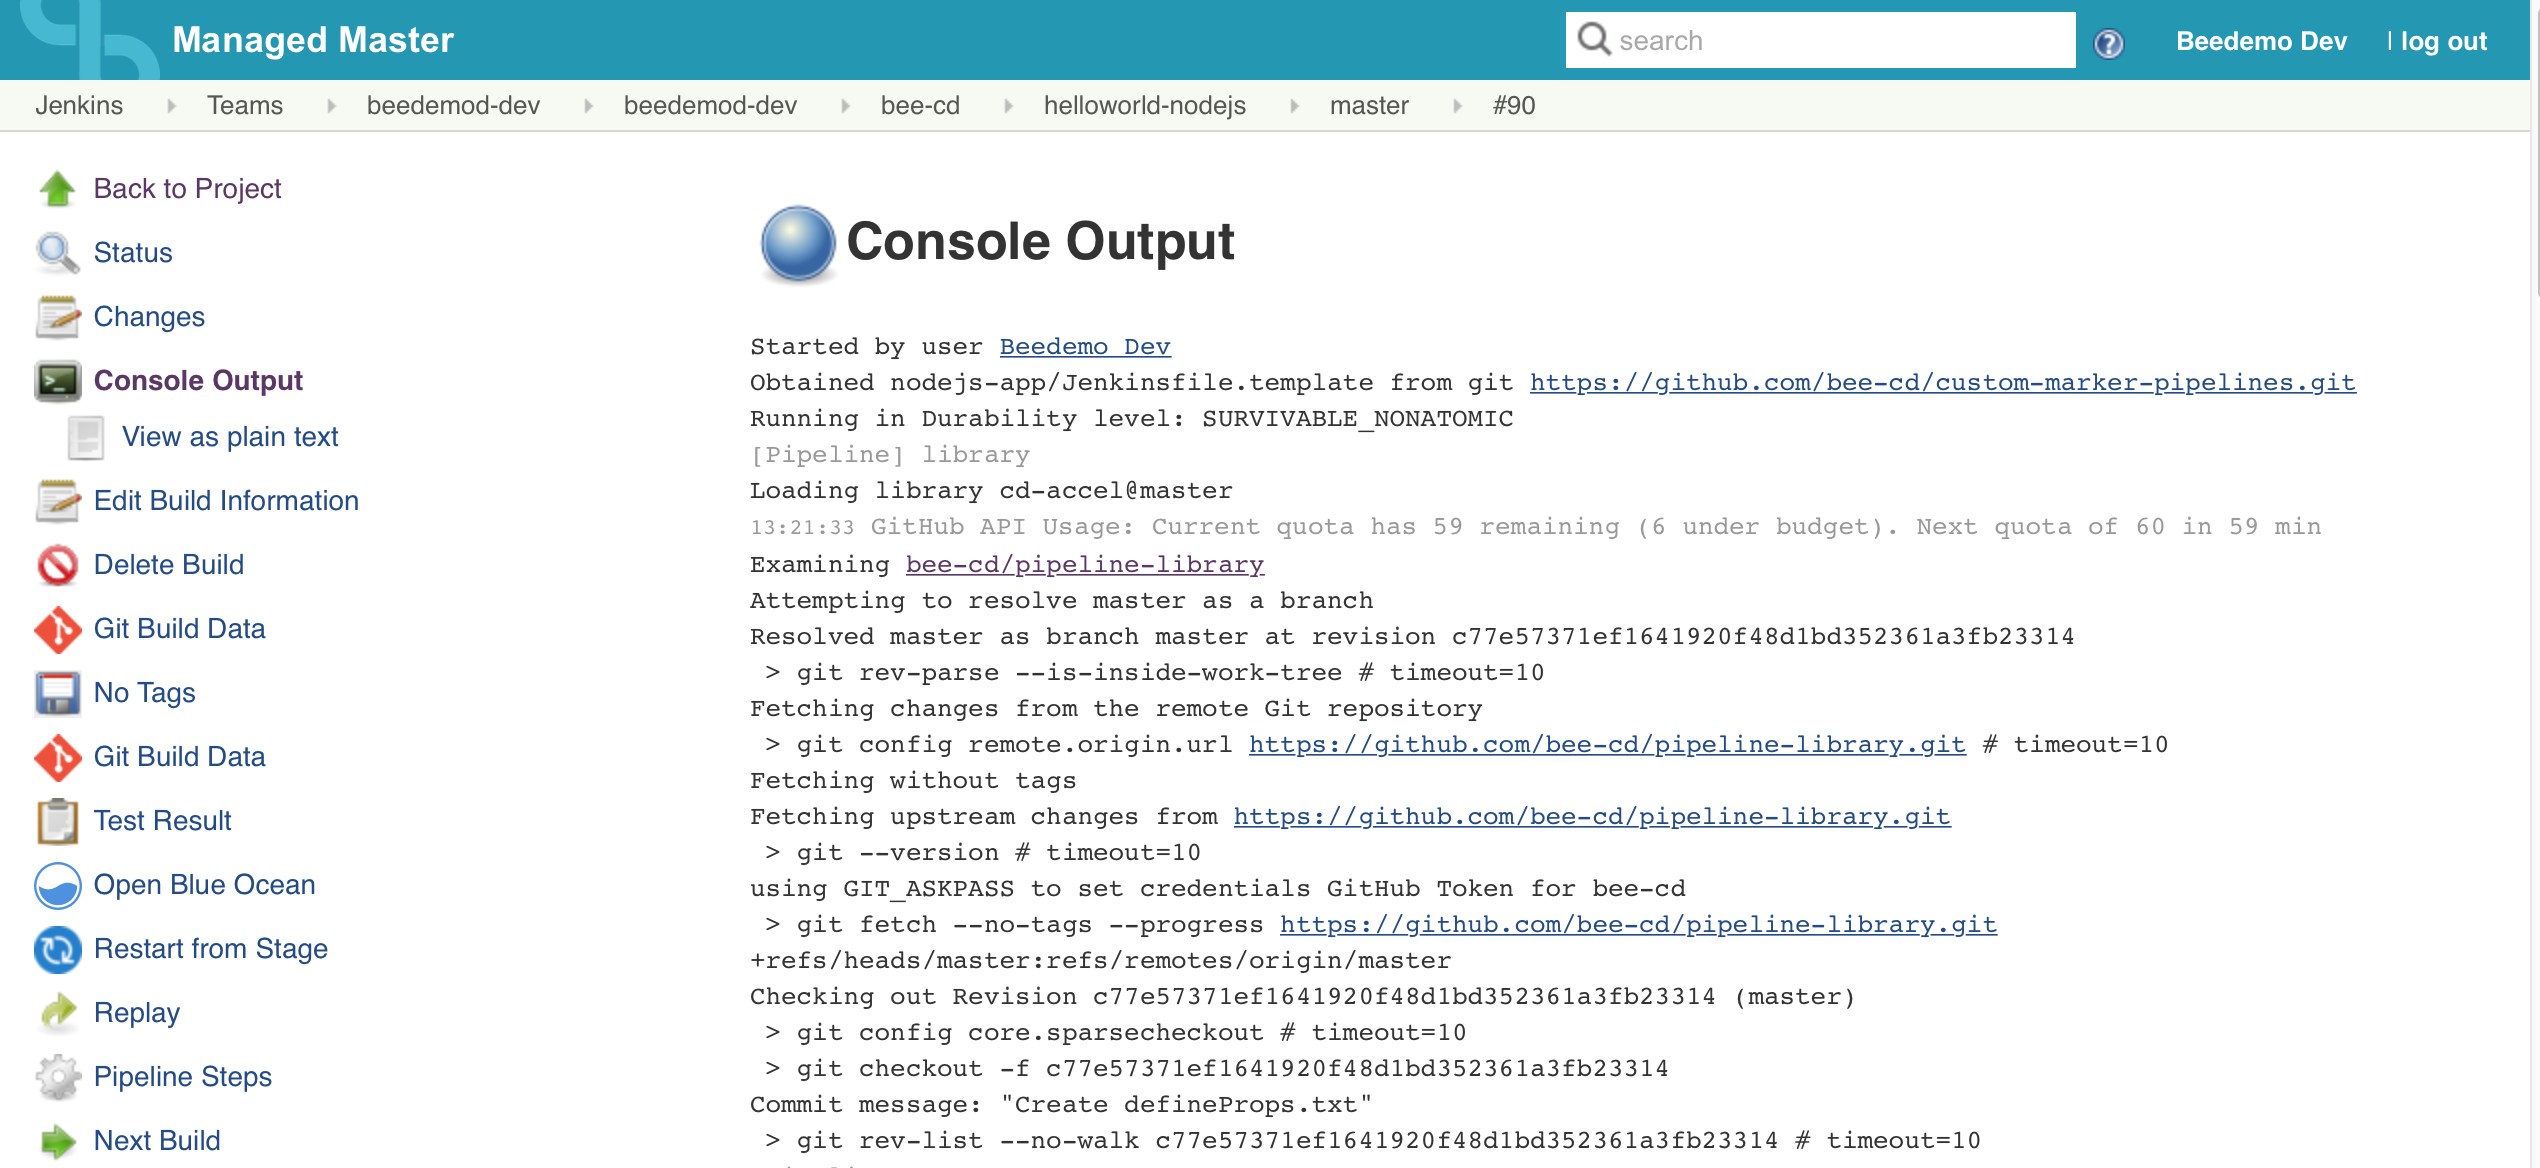 Managed Master
search
Beedemo Dev
| log out
Jenkins
Teams
beedemod-dev
beedemod-dev
bee-cd
helloworld-nodejs
master
#90
Back to Project
Status
Changes
Console Output
View as plain text
Edit Build Information
Delete Build
Git Build Data
No Tags
Git Build Data
Test Result
Open Blue Ocean
Restart from Stage
Replay
Pipeline Steps
Next Build
Console Output
Started by user Beedemo Dev
Obtained nodejs-app/Jenkinsfile.template from git https://github.com/bee-cd/custom-marker-pipelines.git
Running in Durability level: SURVIVABLE_NONATOMIC
[Pipeline] library
Loading library cd-accel@master
13:21:33 GitHub API Usage: Current quota has 59 remaining (6 under budget). Next quota of 60 in 59 min
Examining bee-cd/pipeline-library
Attempting to resolve master as a branch
Resolved master as branch master at revision c77e57371ef1641920f48d1bd352361a3fb23314
> git rev-parse --is-inside-work-tree # timeout=10
Fetching changes from the remote Git repository
> git config remote.origin.url https://github.com/bee-cd/pipeline-library.git # timeout=10
Fetching without tags
Fetching upstream changes from https://github.com/bee-cd/pipeline-library.git
> git --version # timeout=10
using GIT_ASKPASS to set credentials GitHub Token for bee-cd
> git fetch --no-tags --progress https://github.com/bee-cd/pipeline-library.git
+refs/heads/master:refs/remotes/origin/master
Checking out Revision c77e57371ef1641920f48d1bd352361a3fb23314 (master)
> git config core.sparsecheckout # timeout=10
> git checkout -f c77e57371ef1641920f48d1bd352361a3fb23314
Commit message: "Create defineProps.txt"
> git rev-list --no-walk c77e57371ef1641920f48d1bd352361a3fb23314 # timeout=10